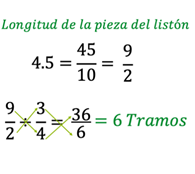 Longitud de la pieza del listón
4.5 = 45/10 = 9/2
9/2 ÷ 3/4 = 36/6 = 6 Tramos